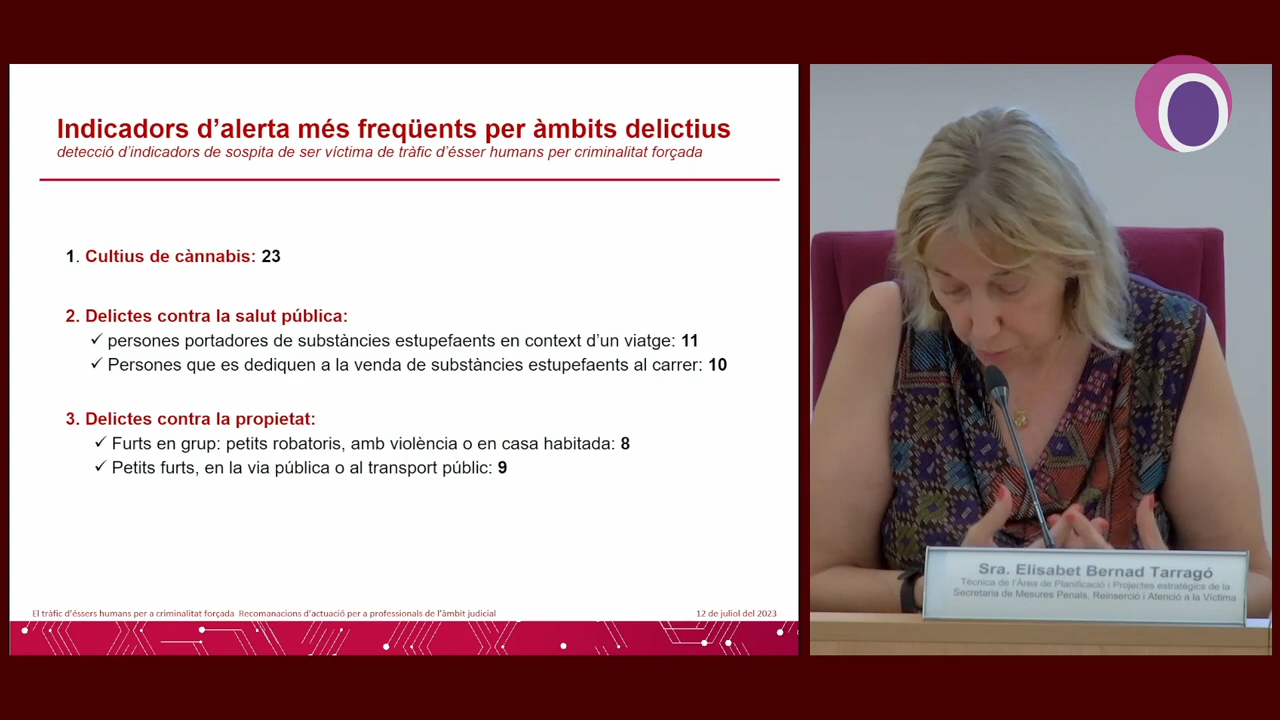 Indicadors d’alerta més freqüents per àmbits delictius
detecció d’indicadors de sospita de ser víctima de tràfic d’ésser humans per criminalitat forçada
1. Cultius de cànnabis: 23
2. Delictes contra la salut pública:
✓ persones portadores de substàncies estupefaents en context d’un viatge: 11
✓ Persones que es dediquen a la venda de substàncies estupefaents al carrer: 10
3. Delictes contra la propietat:
✓ Furts en grup: petits robatoris, amb violència o en casa habitada: 8
✓ Petits furts, en la via pública o al transport públic: 9
El tràfic d’éssers humans per a criminalitat forçada Recomanacions d’actuació per a professionals de l’àmbit judicial
12 de juliol del 2023
Sra. Elisabet Bernad Tarragó
Tècnica de l’Àrea de Planificació i Projectes estratègics de la
Secretaria de Mesures Penals, Reinserció i Atenció a la Víctima